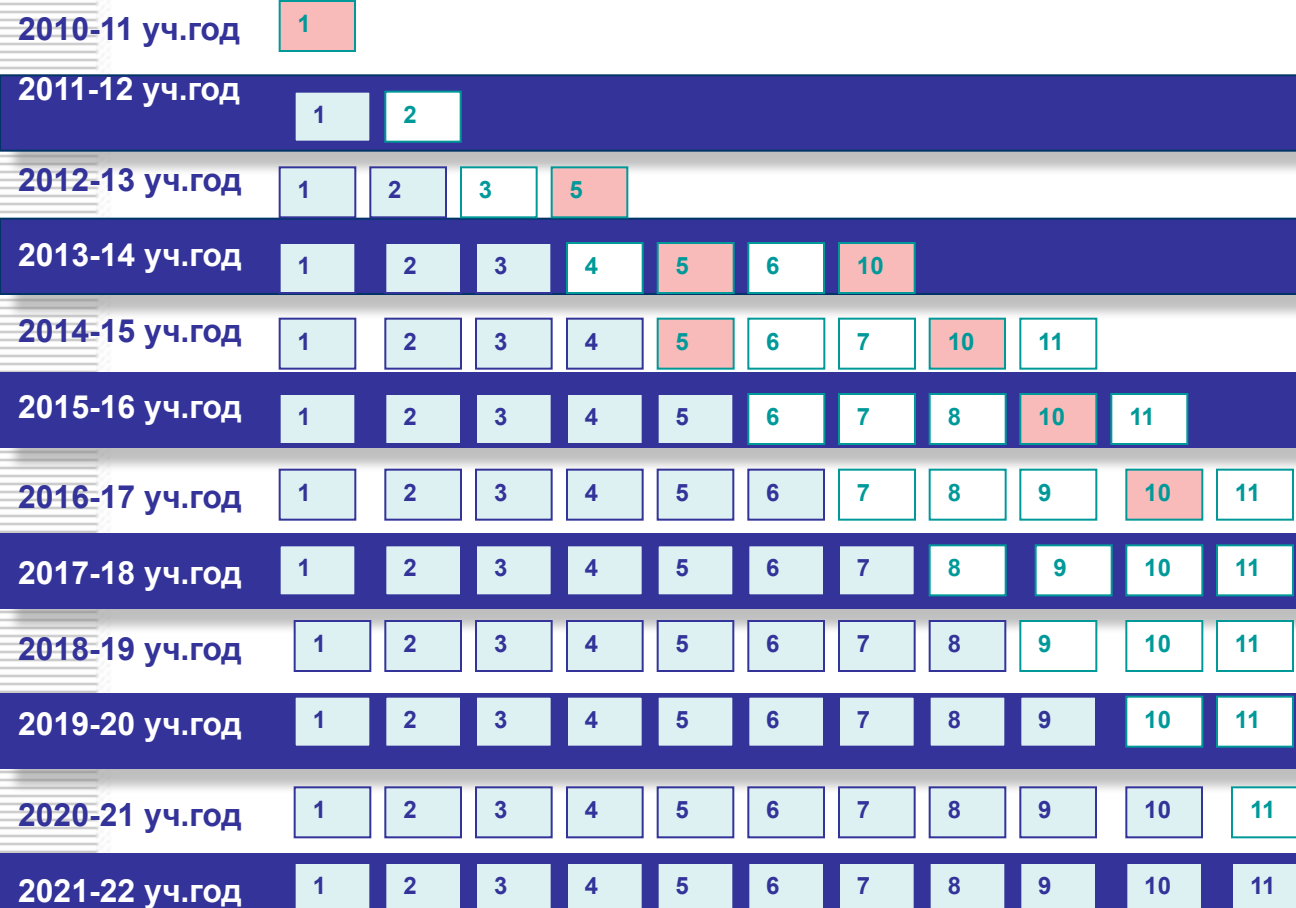 2010-11 уч.год 1
2011-12 уч.год 1 2
2012-13 уч.год 1 2 3 5
2013-14 уч.год 1 2 3 4 5 6 10
2014-15 уч.год 1 2 3 4 5 6 7 10 11
2015-16 уч.год 1 2 3 4 5 6 7 8 10 11
2016-17 уч.год 1 2 3 4 5 6 7 8 9 10 11
2017-18 уч.год 1 2 3 4 5 6 7 8 9 10 11
2018-19 уч.год 1 2 3 4 5 6 7 8 9 10 11
2019-20 уч.год 1 2 3 4 5 6 7 8 9 10 11
2020-21 уч.год 1 2 3 4 5 6 7 8 9 10 11
2021-22 уч.год 1 2 3 4 5 6 7 8 9 10 11